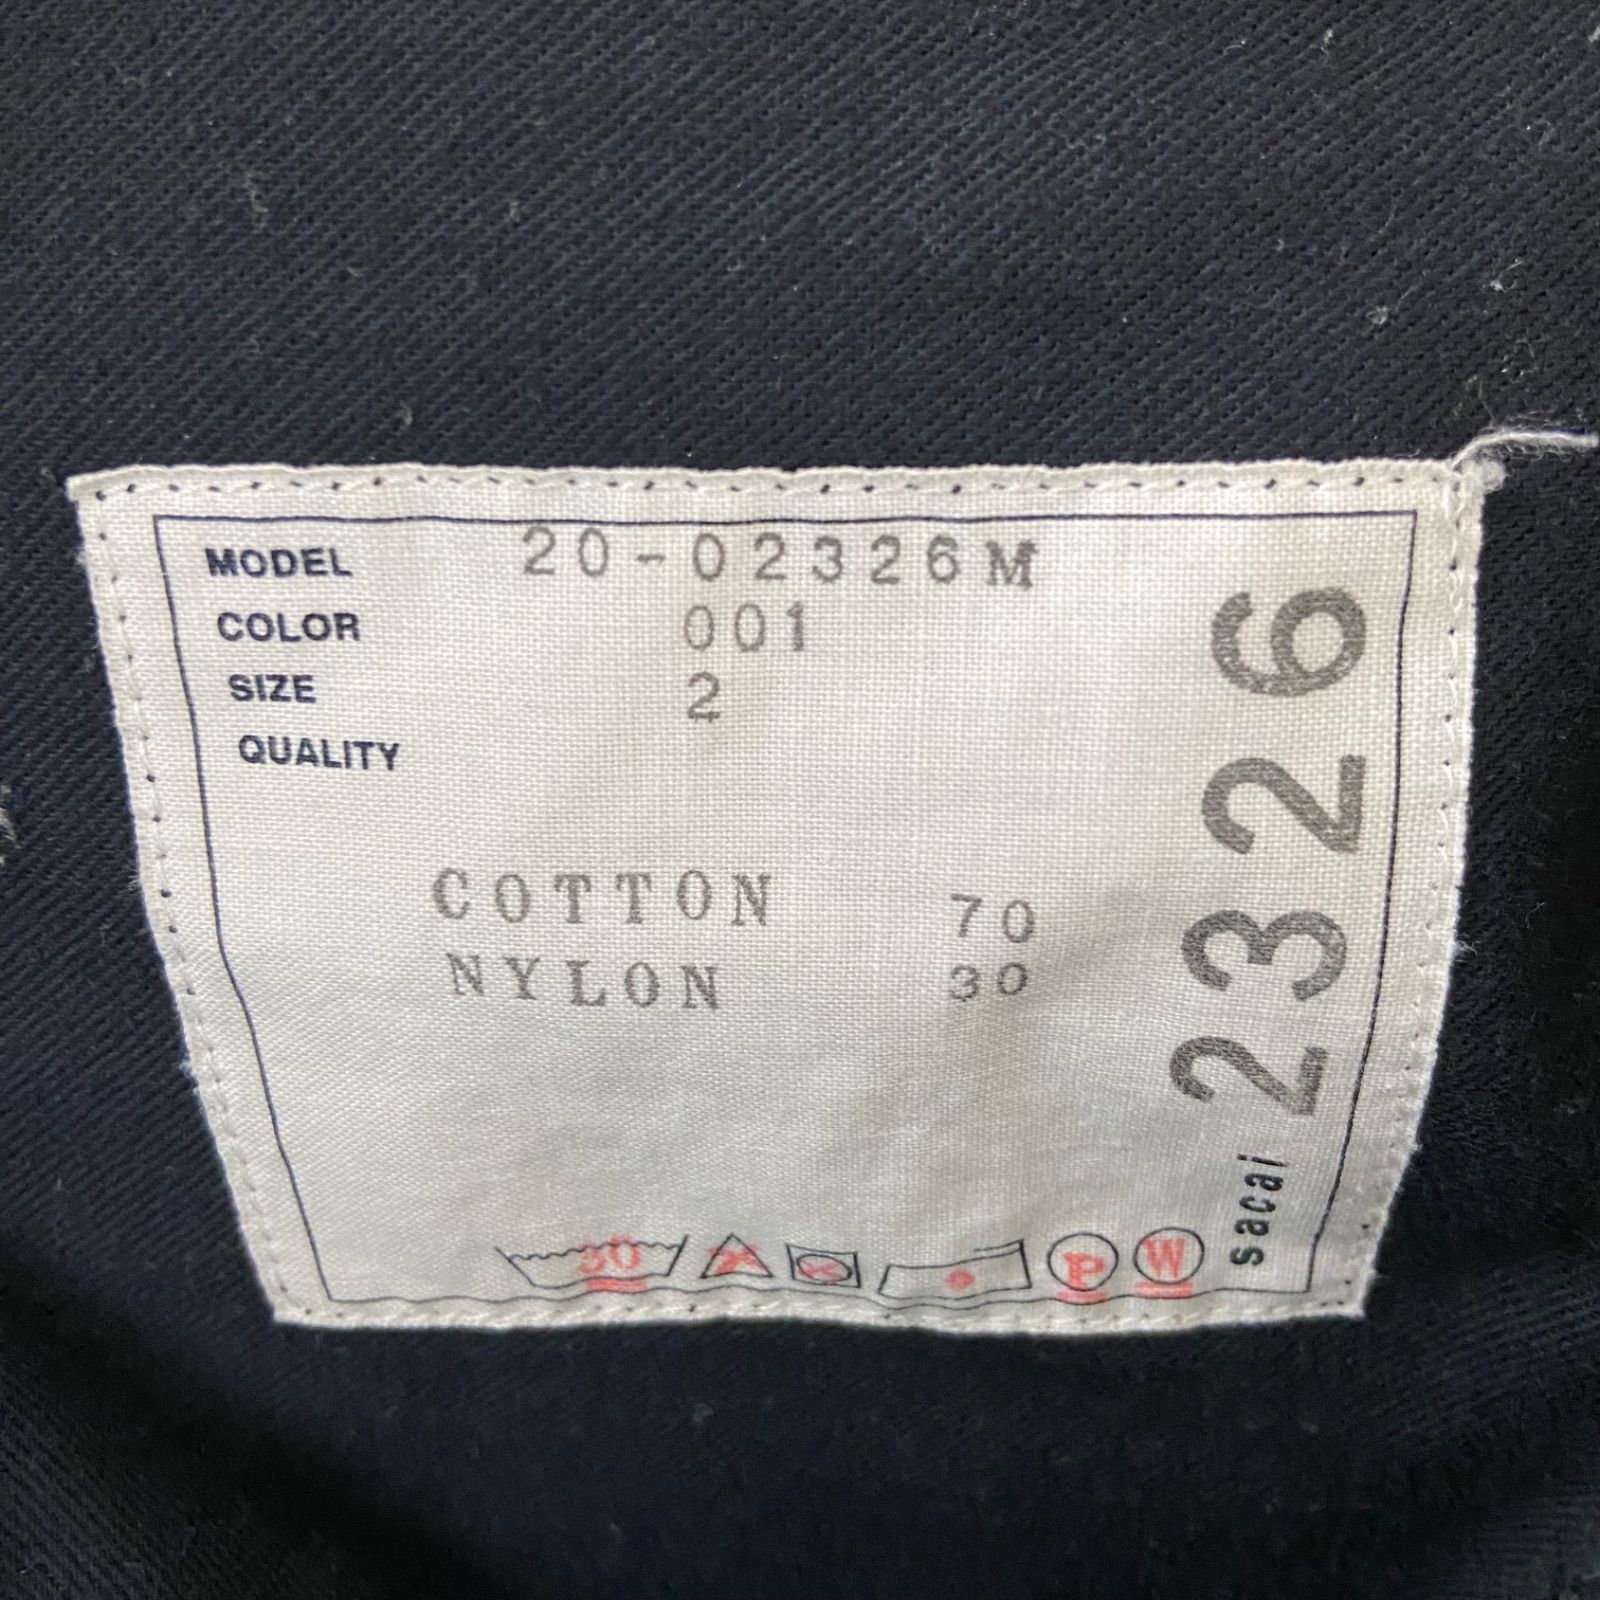 MODEL 20-02326M
COLOR 001
SIZE 2
QUALITY
COTTON 70
NYLON 30
30
P
W
sacai 2326